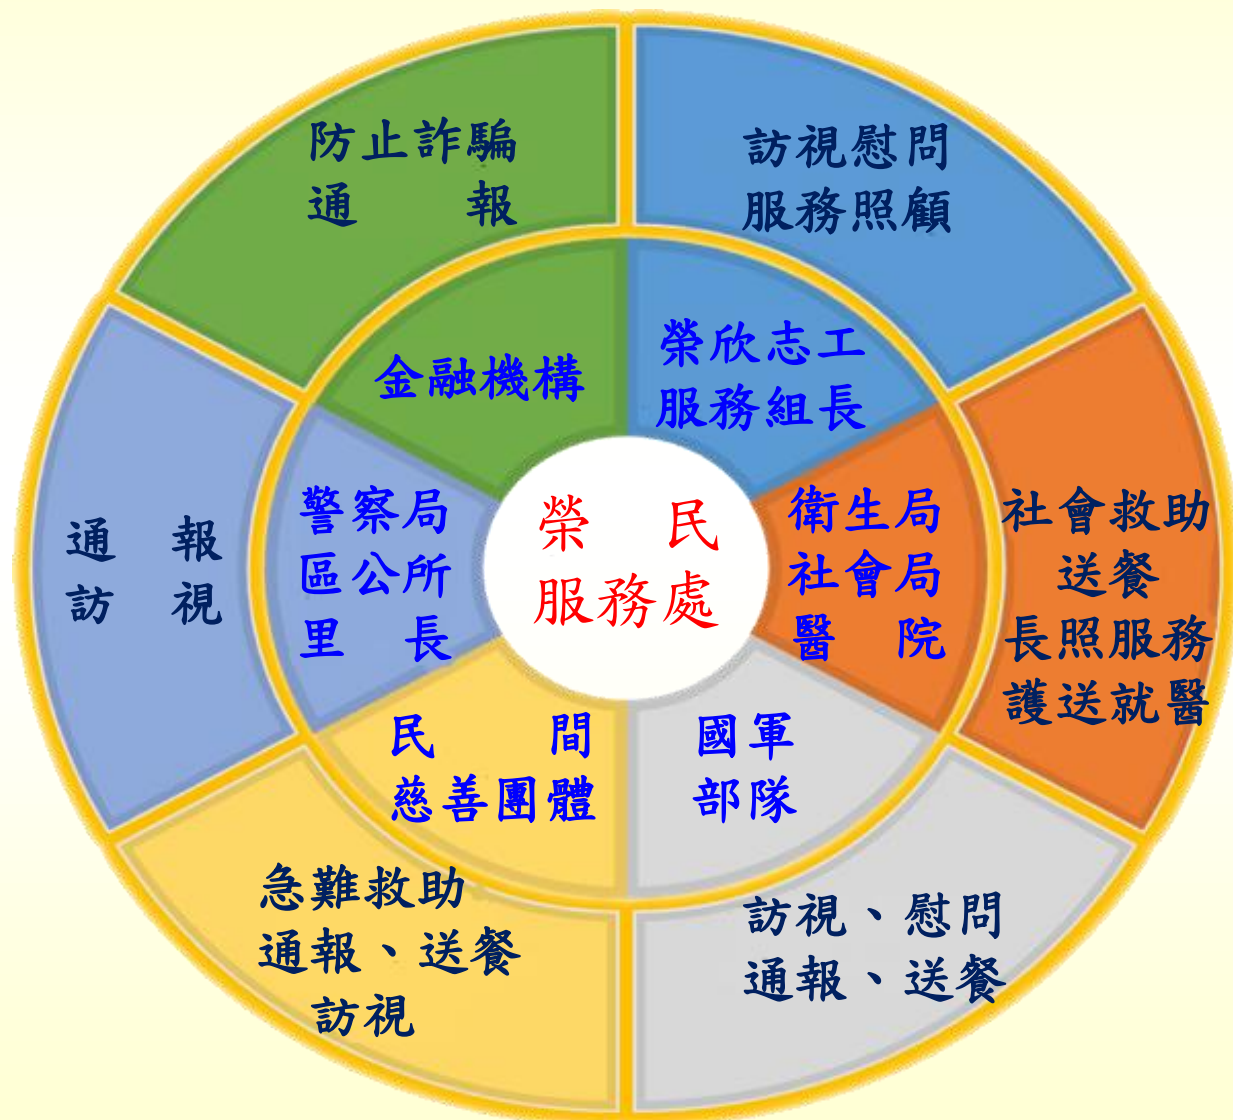 防止詐騙
通報
訪視慰問
服務照顧
金融機構
榮欣志工
服務組長
通報
訪視
警察局
區公所
里長
榮民
服務處
衛生局
社會局
醫院
社會救助
送餐
長照服務
護送就醫
民間
慈善團體
國軍
部隊
急難救助
通報、送餐
訪視
訪視、慰問
通報、送餐